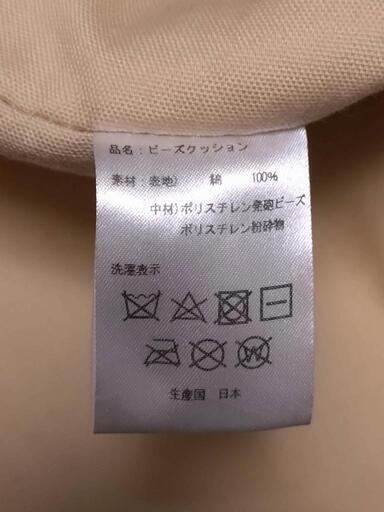 品名：ビーズクッション
素材：表地） 綿 100％
中材）ポリスチレン発砲ビーズ
ポリスチレン粉砕物
洗濯表示
W
生産国 日本